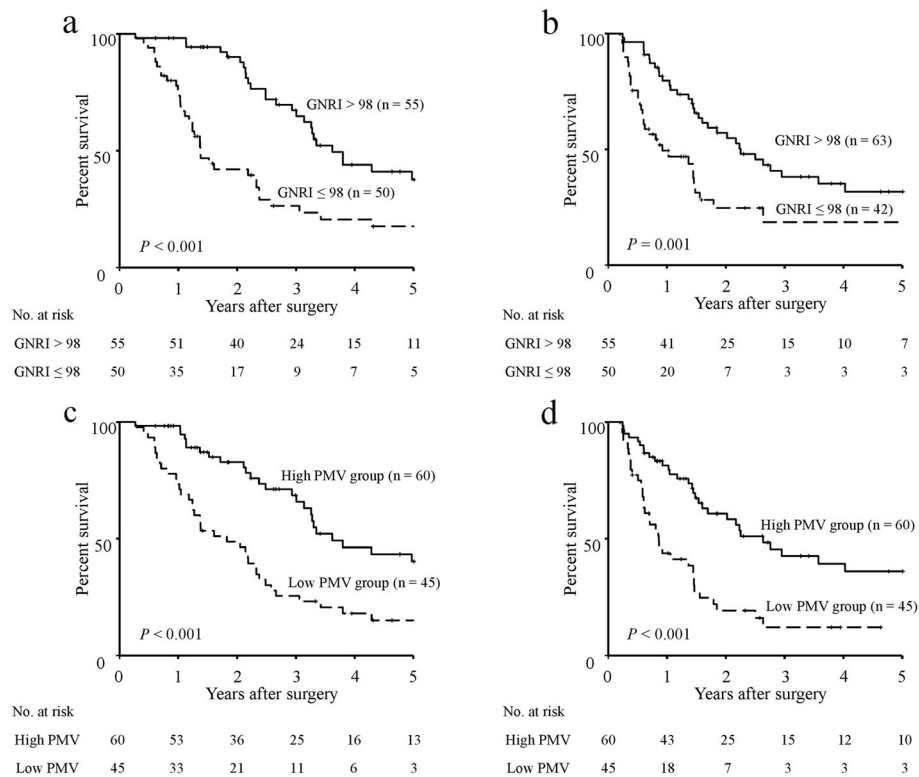 a
100
50
0
Percent survival
GNRI > 98 (n = 55)
GNRI ≤ 98 (n = 50)
P < 0.001
0 1 2 3 4 5
Years after surgery
No. at risk
GNRI > 98 55 51 40 24 15 11
GNRI ≤ 98 50 35 17 9 7 5
b
100
50
0
Percent survival
GNRI > 98 (n = 63)
GNRI ≤ 98 (n = 42)
P = 0.001
0 1 2 3 4 5
Years after surgery
No. at risk
GNRI > 98 55 41 25 15 10 7
GNRI ≤ 98 50 20 7 3 3 3
c
100
50
0
Percent survival
High PMV group (n = 60)
Low PMV group (n = 45)
P < 0.001
0 1 2 3 4 5
Years after surgery
No. at risk
High PMV 60 53 36 25 16 13
Low PMV 45 33 21 11 6 3
d
100
50
0
Percent survival
High PMV group (n = 60)
Low PMV group (n = 45)
P < 0.001
0 1 2 3 4 5
Years after surgery
No. at risk
High PMV 60 43 25 15 12 10
Low PMV 45 18 7 3 3 3